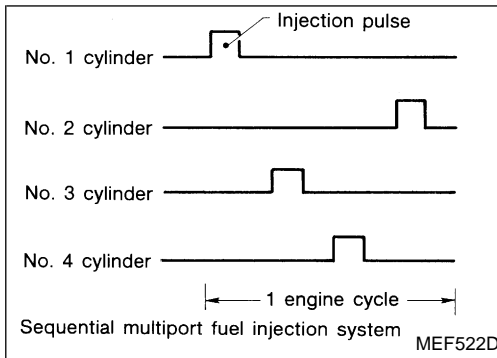 Injection pulse
No. 1 cylinder
No. 2 cylinder
No. 3 cylinder
No. 4 cylinder
1 engine cycle
Sequential multiport fuel injection system
MEF522D